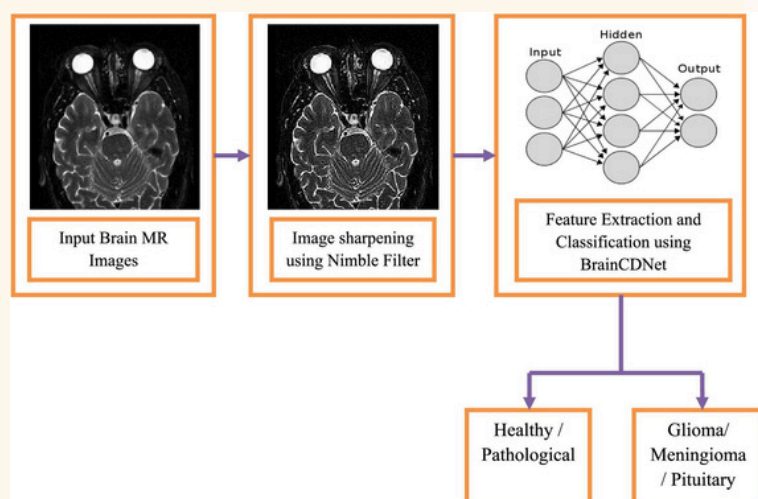 Input Brain MR
Images
Image sharpening
using Nimble Filter
Input
Hidden
Output
Feature Extraction and
Classification using
BrainCDNet
Healthy /
Pathological
Glioma/
Meningioma
/ Pituitary